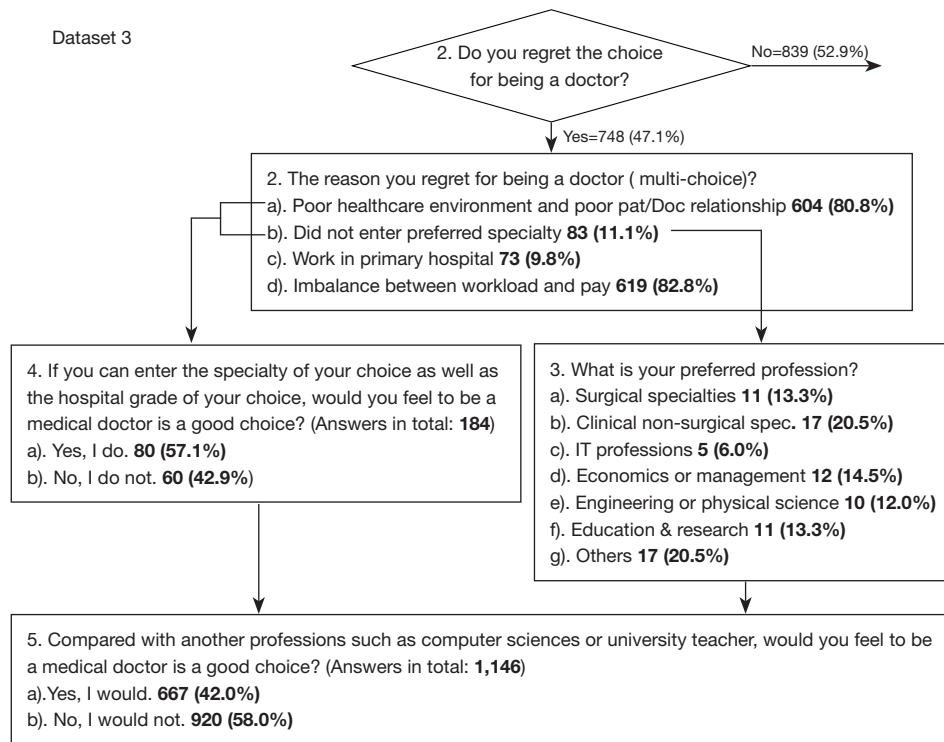 Dataset 3
2. Do you regret the choice
for being a doctor?
No=839 (52.9%)
Yes=748 (47.1%)
2. The reason you regret for being a doctor ( multi-choice)?
a). Poor healthcare environment and poor pat/Doc relationship 604 (80.8%)
b). Did not enter preferred specialty 83 (11.1%)
c). Work in primary hospital 73 (9.8%)
d). Imbalance between workload and pay 619 (82.8%)
4. If you can enter the specialty of your choice as well as
the hospital grade of your choice, would you feel to be a
medical doctor is a good choice? (Answers in total: 184)
a). Yes, I do. 80 (57.1%)
b). No, I do not. 60 (42.9%)
3. What is your preferred profession?
a). Surgical specialties 11 (13.3%)
b). Clinical non-surgical spec. 17 (20.5%)
c). IT professions 5 (6.0%)
d). Economics or management 12 (14.5%)
e). Engineering or physical science 10 (12.0%)
f). Education & research 11 (13.3%)
g). Others 17 (20.5%)
5. Compared with another professions such as computer sciences or university teacher, would you feel to be
a medical doctor is a good choice? (Answers in total: 1,146)
a).Yes, I would. 667 (42.0%)
b). No, I would not. 920 (58.0%)